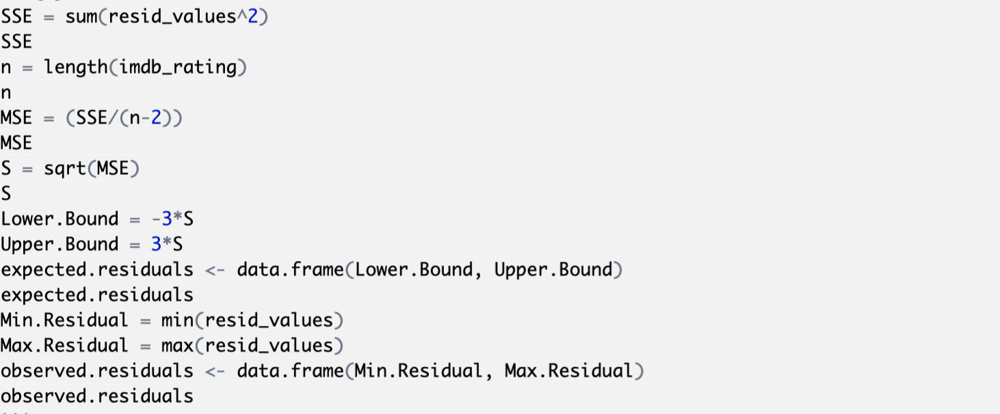 SSE = sum(resid_values^2)
SSE
n = length(imdb_rating)
n
MSE = (SSE/(n-2))
MSE
S = sqrt(MSE)
S
Lower.Bound = -3*S
Upper.Bound = 3*S
expected.residuals <- data.frame(Lower.Bound, Upper.Bound)
expected.residuals
Min.Residual = min(resid_values)
Max.Residual = max(resid_values)
observed.residuals <- data.frame(Min.Residual, Max.Residual)
observed.residuals